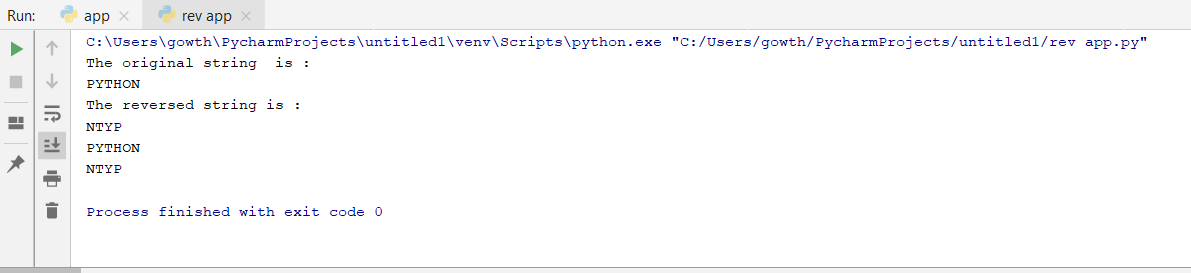 Run: app × rev app ×
C:\Users\gowth\PycharmProjects\untitled1\venv\Scripts\python.exe "C:/Users/gowth/PycharmProjects/untitled1/rev app.py"
The original string  is :
PYTHON
The reversed string is :
NTYP
PYTHON
NTYP
Process finished with exit code 0